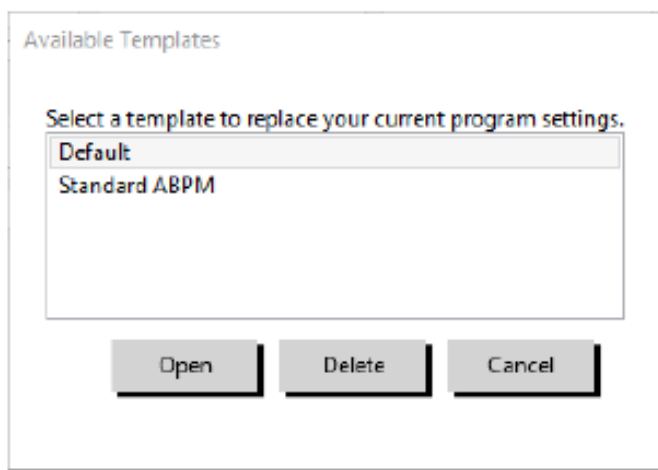 Available Templates
Select a template to replace your current program settings.
Default
Standard ABPM
Open Delete Cancel